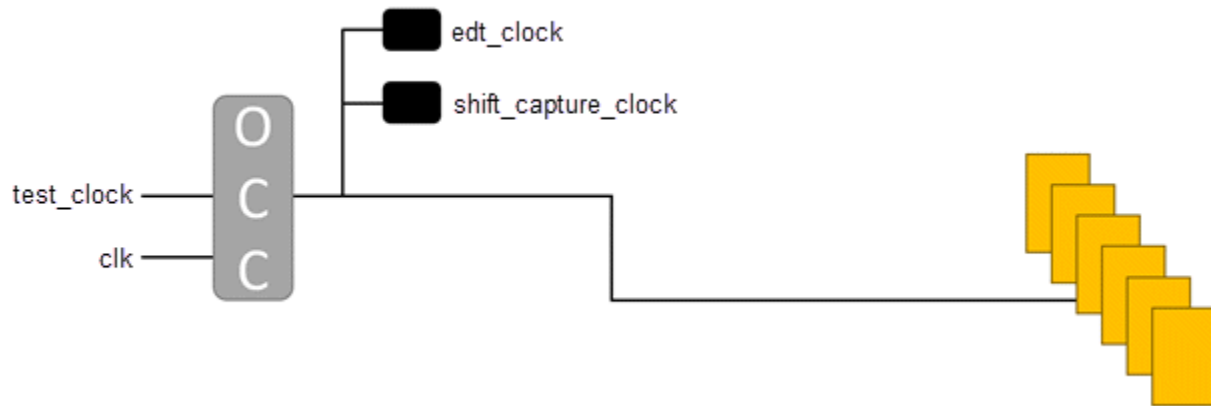 edt_clock
shift_capture_clock
O
C
C
test_clock
clk